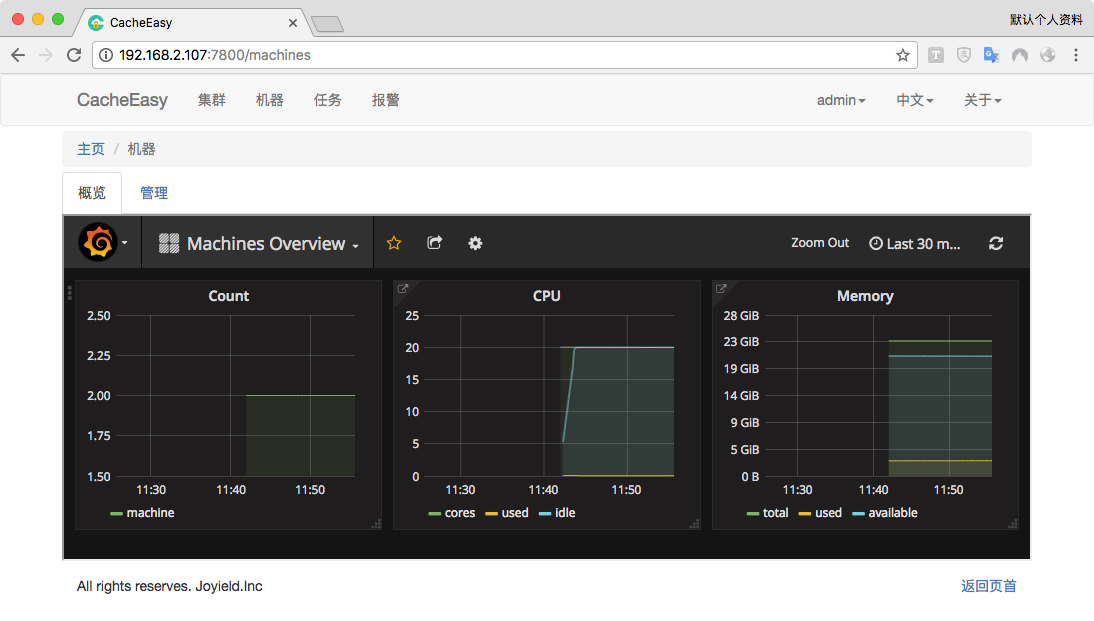 CacheEasy
默认个人资料
192.168.2.107:7800/machines
CacheEasy 集群 机器 任务 报警 admin 中文 关于
主页 / 机器
概览 管理
Machines Overview Zoom Out Last 30 m...
Count
2.50
2.25
2.00
1.75
1.50
11:30 11:40 11:50
machine
CPU
25
20
15
10
5
0
11:30 11:40 11:50
cores used idle
Memory
28 GiB
23 GiB
19 GiB
14 GiB
9 GiB
5 GiB
0 B
11:30 11:40 11:50
total used available
All rights reserves. Joyield.Inc 返回页首